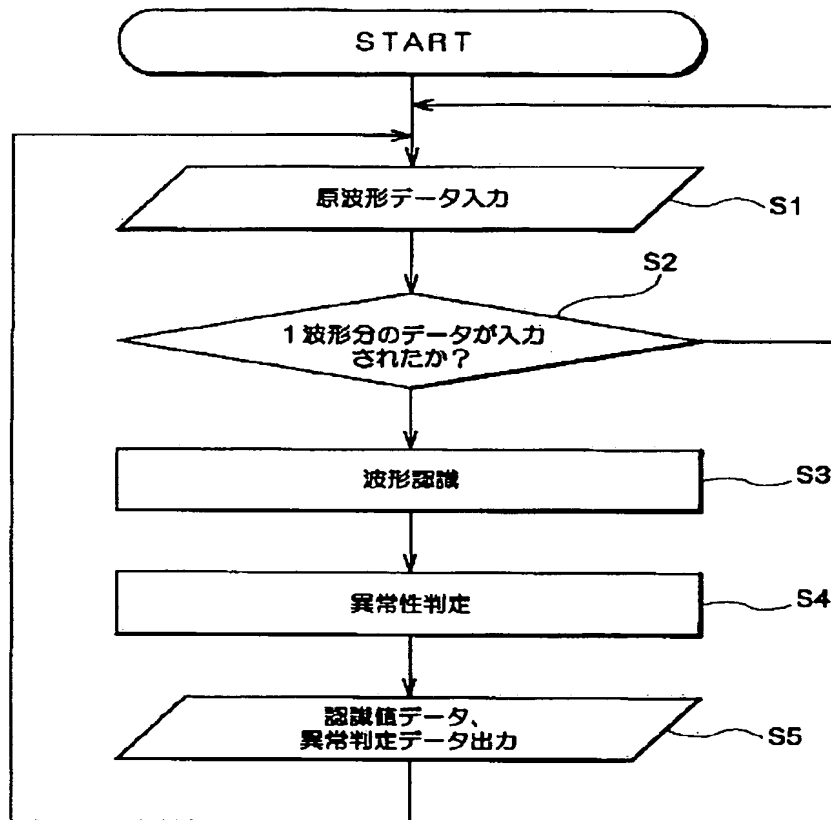 START
原波形データ入力
S1
S2
1波形分のデータが入力
されたか?
波形認識
S3
異常性判定
S4
認識値データ、
異常判定データ出力
S5